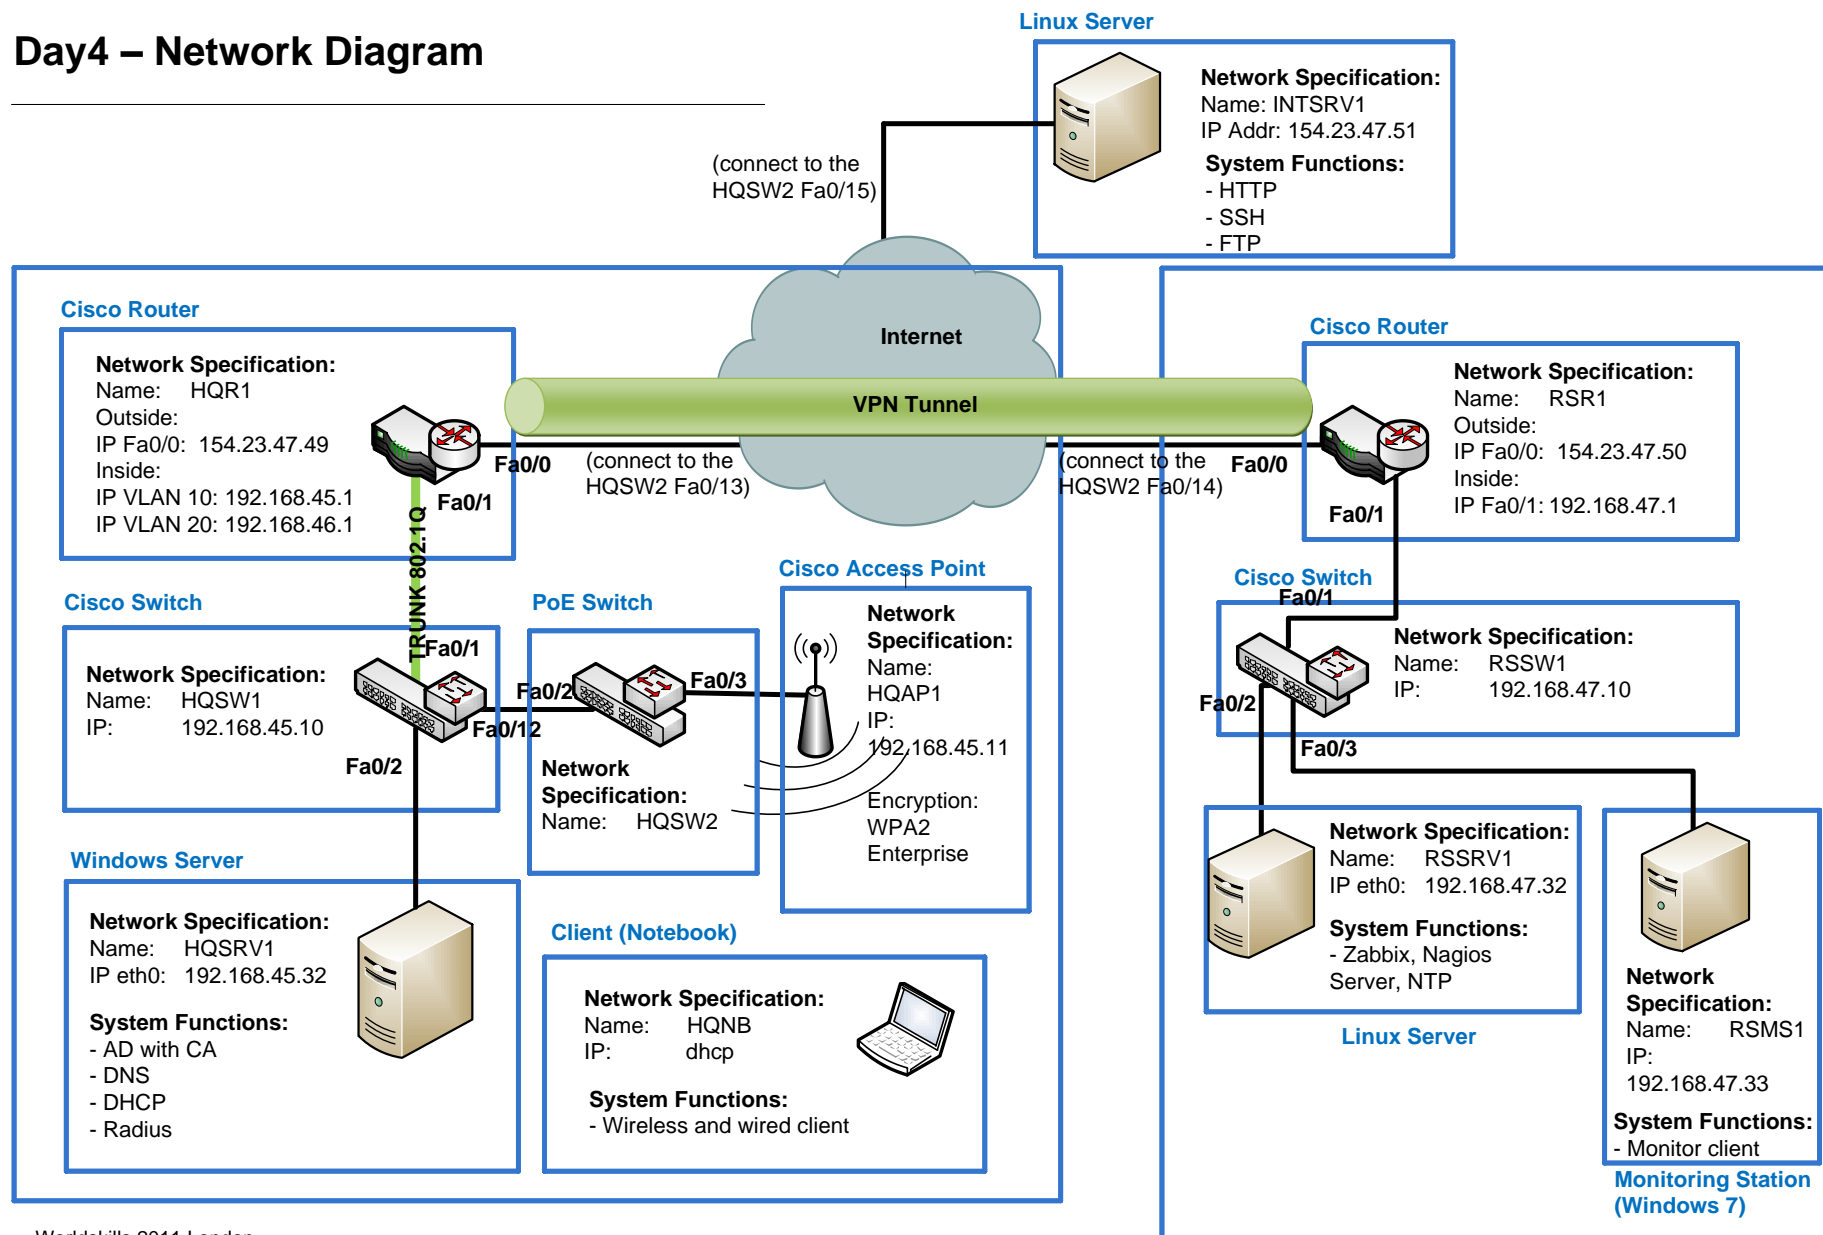 Day4 – Network Diagram
Linux Server
Network Specification:
Name: INTSRV1
IP Addr: 154.23.47.51
System Functions:
- HTTP
- SSH
- FTP
(connect to the
HQSW2 Fa0/15)
Internet
VPN Tunnel
Cisco Router
Network Specification:
Name: HQR1
Outside:
IP Fa0/0: 154.23.47.49
Inside:
IP VLAN 10: 192.168.45.1
IP VLAN 20: 192.168.46.1
Fa0/0
Fa0/1
(connect to the
HQSW2 Fa0/13)
(connect to the
HQSW2 Fa0/14)
TRUNK 802.1Q
Cisco Router
Network Specification:
Name: RSR1
Outside:
IP Fa0/0: 154.23.47.50
Inside:
IP Fa0/1: 192.168.47.1
Fa0/0
Fa0/1
Cisco Switch
Network Specification:
Name: HQSW1
IP: 192.168.45.10
Fa0/1
Fa0/12
Fa0/2
PoE Switch
Fa0/2
Fa0/3
Network
Specification:
Name: HQSW2
Cisco Access Point
Network
Specification:
Name:
HQAP1
IP:
192.168.45.11
Encryption:
WPA2
Enterprise
Cisco Switch
Fa0/1
Network Specification:
Name: RSSW1
IP: 192.168.47.10
Fa0/2
Fa0/3
Windows Server
Network Specification:
Name: HQSRV1
IP eth0: 192.168.45.32
System Functions:
- AD with CA
- DNS
- DHCP
- Radius
Client (Notebook)
Network Specification:
Name: HQNB
IP: dhcp
System Functions:
- Wireless and wired client
Network Specification:
Name: RSSRV1
IP eth0: 192.168.47.32
System Functions:
- Zabbix, Nagios
Server, NTP
Linux Server
Network
Specification:
Name: RSMS1
IP:
192.168.47.33
System Functions:
- Monitor client
Monitoring Station
(Windows 7)
Worldskills 2011 London